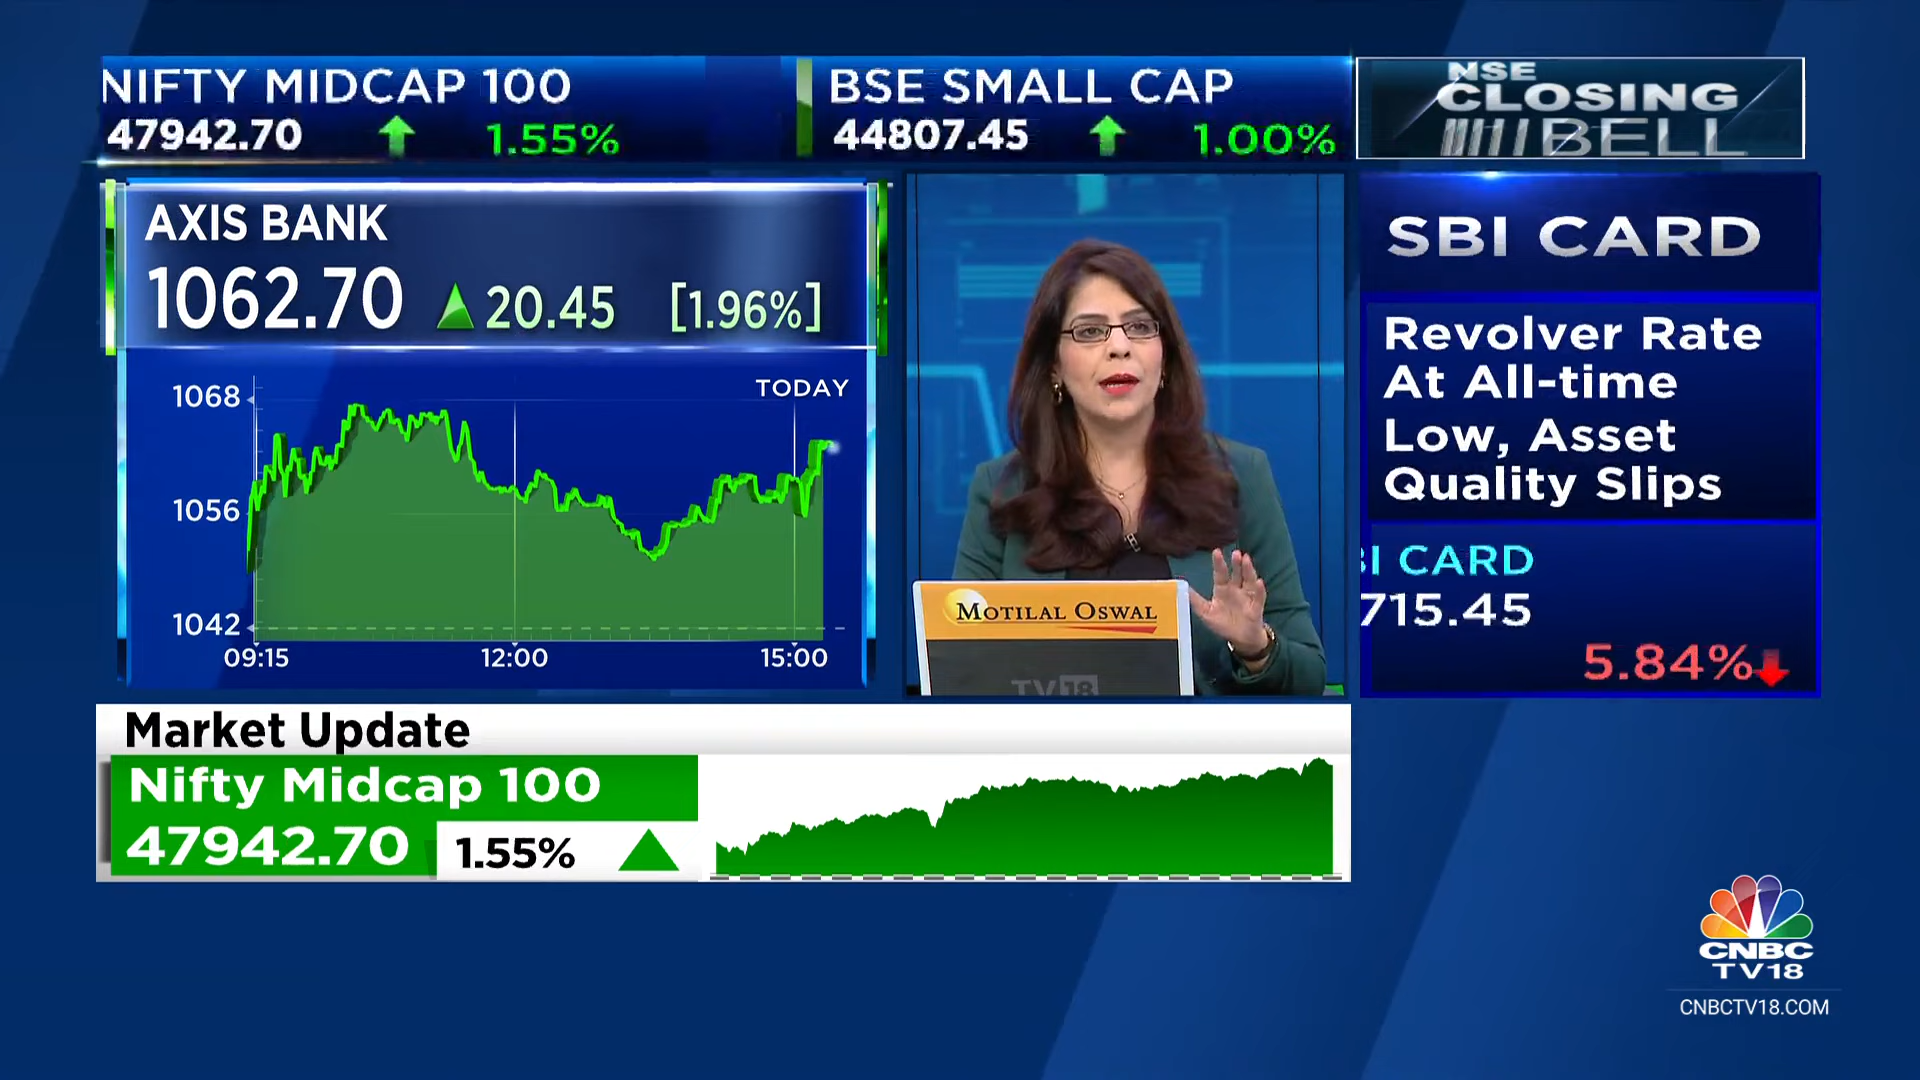 NIFTY MIDCAP 100
47942.70 1.55%
BSE SMALL CAP
44807.45 1.00%
NSE
CLOSING
BELL
AXIS BANK
1062.70 20.45 [1.96%]
TODAY
1068
1056
1042
09:15 12:00 15:00
MOTILAL OSWAL
TV18
SBI CARD
Revolver Rate
At All-time
Low, Asset
Quality Slips
BI CARD
715.45
5.84%
Market Update
Nifty Midcap 100
47942.70 1.55%
CNBC
TV18
CNBCTV18.COM